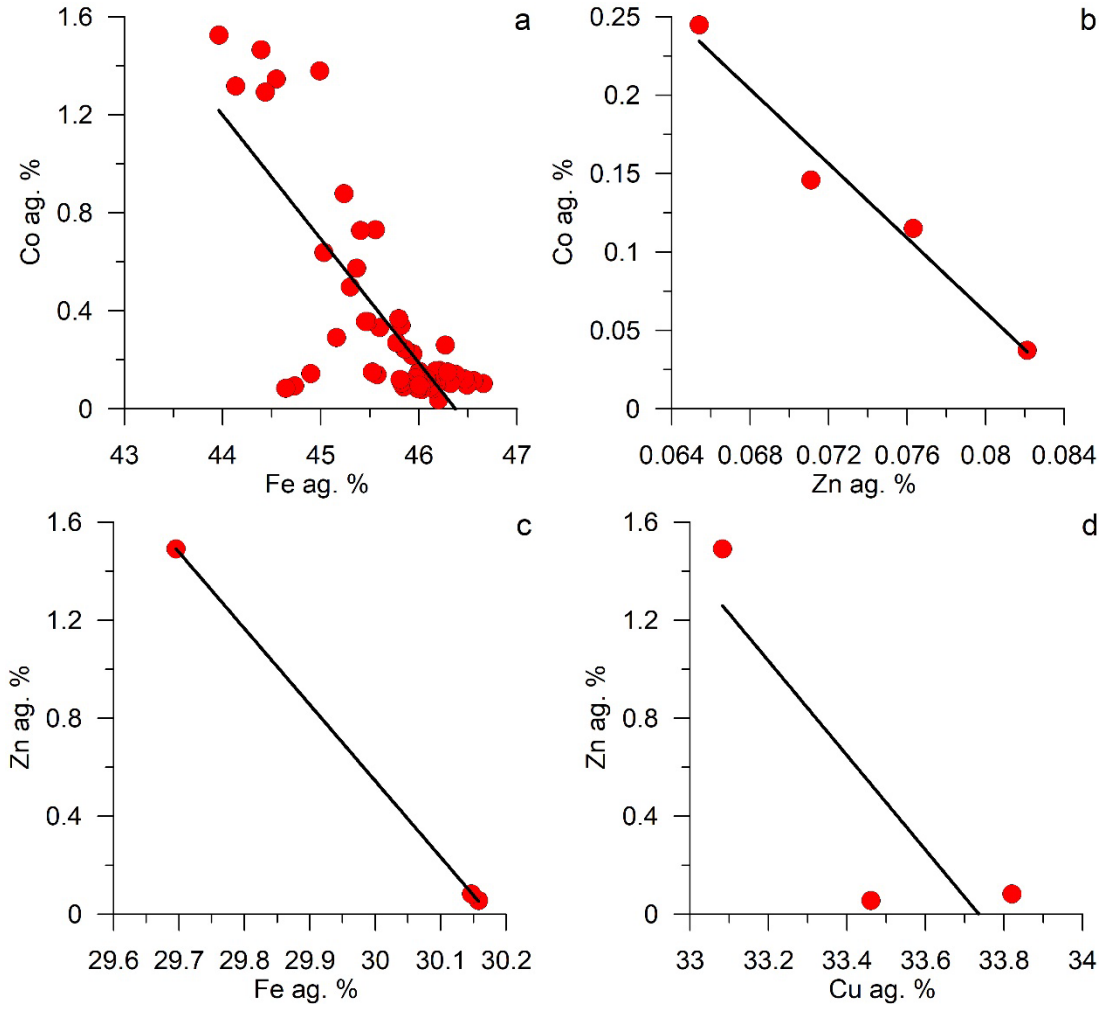 a
1.6
1.2
0.8
0.4
0
Co ag. %
43 44 45 46 47
Fe ag. %
b
0.25
0.2
0.15
0.1
0.05
0
Co ag. %
0.064 0.068 0.072 0.076 0.08 0.084
Zn ag. %
c
1.6
1.2
0.8
0.4
0
Zn ag. %
29.6 29.7 29.8 29.9 30 30.1 30.2
Fe ag. %
d
1.6
1.2
0.8
0.4
0
Zn ag. %
33 33.2 33.4 33.6 33.8 34
Cu ag. %